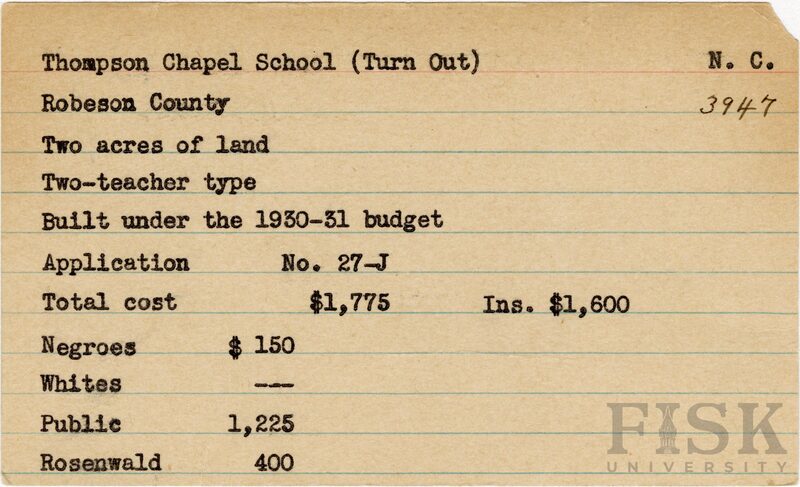 Thompson Chapel School (Turn Out) N. C.
Robeson County 3947
Two acres of land
Two-teacher type
Built under the 1930-31 budget
Application No. 27-J
Total cost $1,775 Ins. $1,600
Negroes $ 150
Whites ---
Public 1,225
Rosenwald 400
FISK
UNIVERSITY